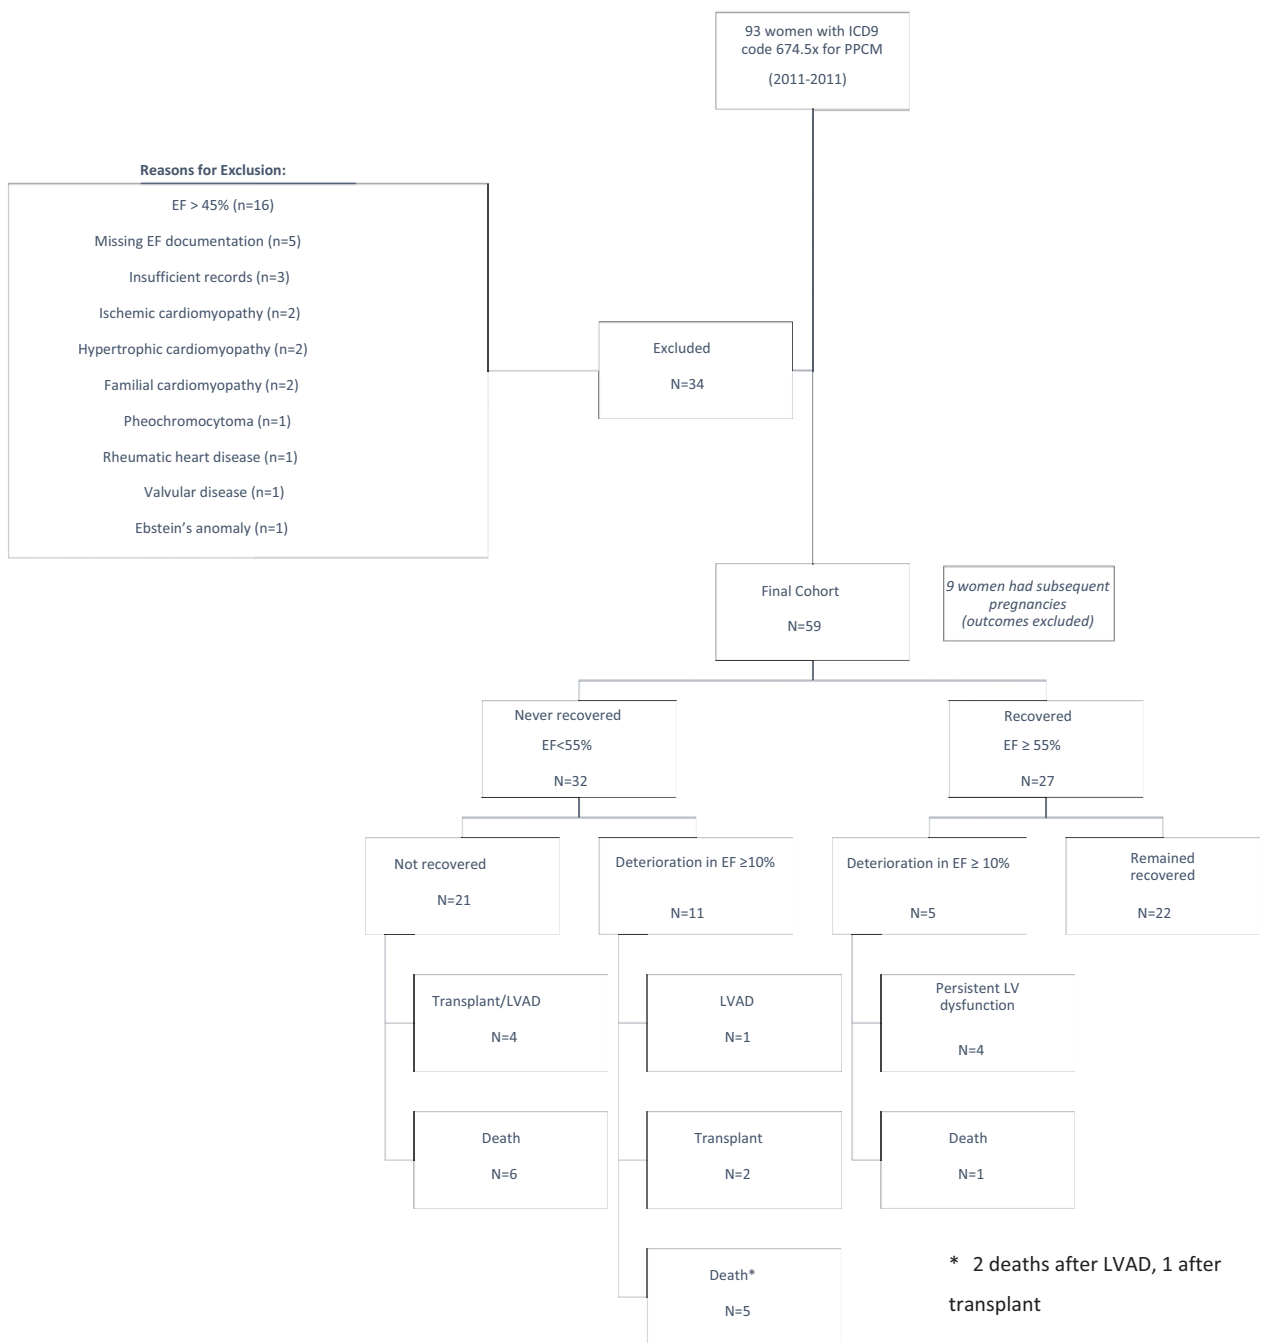 93 women with ICD9
code 674.5x for PPCM
(2011-2011)
Reasons for Exclusion:
EF > 45% (n=16)
Missing EF documentation (n=5)
Insufficient records (n=3)
Ischemic cardiomyopathy (n=2)
Hypertrophic cardiomyopathy (n=2)
Familial cardiomyopathy (n=2)
Pheochromocytoma (n=1)
Rheumatic heart disease (n=1)
Valvular disease (n=1)
Ebstein’s anomaly (n=1)
Excluded
N=34
Final Cohort
N=59
9 women had subsequent
pregnancies
(outcomes excluded)
Never recovered
EF<55%
N=32
Recovered
EF ≥ 55%
N=27
Not recovered
N=21
Deterioration in EF ≥10%
N=11
Deterioration in EF ≥ 10%
N=5
Remained
recovered
N=22
Transplant/LVAD
N=4
LVAD
N=1
Persistent LV
dysfunction
N=4
Death
N=6
Transplant
N=2
Death
N=1
Death*
N=5
* 2 deaths after LVAD, 1 after
transplant